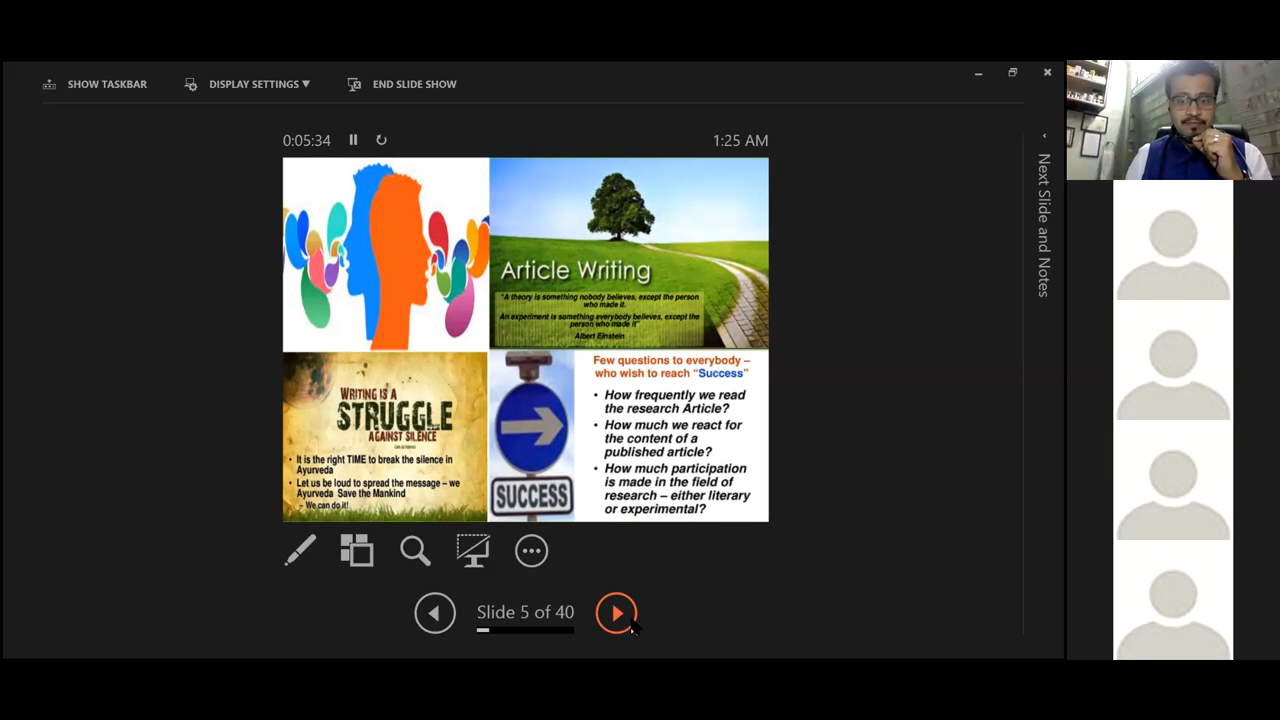 SHOW TASKBAR
DISPLAY SETTINGS ▼
END SLIDE SHOW
0:05:34
1:25 AM
Next Slide and Notes
Article Writing
"A theory is something nobody believes, except the person
who made it.
An experiment is something everybody believes, except the
person who made it"
Albert Einstein
WRITING IS A
STRUGGLE
AGAINST SILENCE
• It is the right TIME to break the silence in
Ayurveda
• Let us be loud to spread the message – we
Ayurveda Save the Mankind
– We can do it!
SUCCESS
Few questions to everybody –
who wish to reach "Success"
• How frequently we read
the research Article?
• How much we react for
the content of a
published article?
• How much participation
is made in the field of
research – either literary
or experimental?
Slide 5 of 40